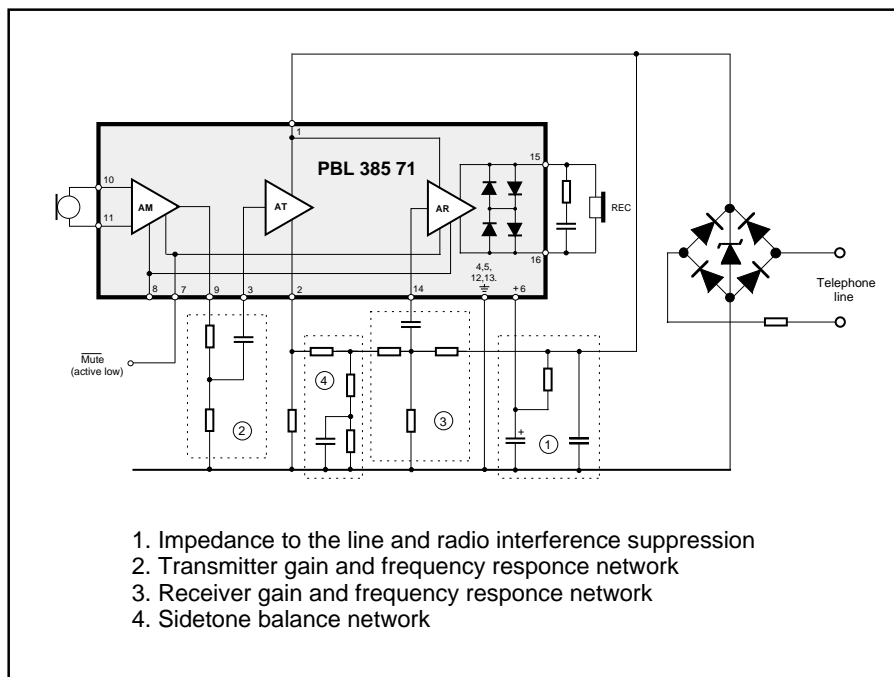 1
PBL 385 71
15
10
AM
AT
AR
REC
11
16
4,5,
12,13.
8
7
9
3
2
14
+6
Telephone
line
Mute
(active low)
4
2
3
+
1
1. Impedance to the line and radio interference suppression
2. Transmitter gain and frequency responce network
3. Receiver gain and frequency responce network
4. Sidetone balance network